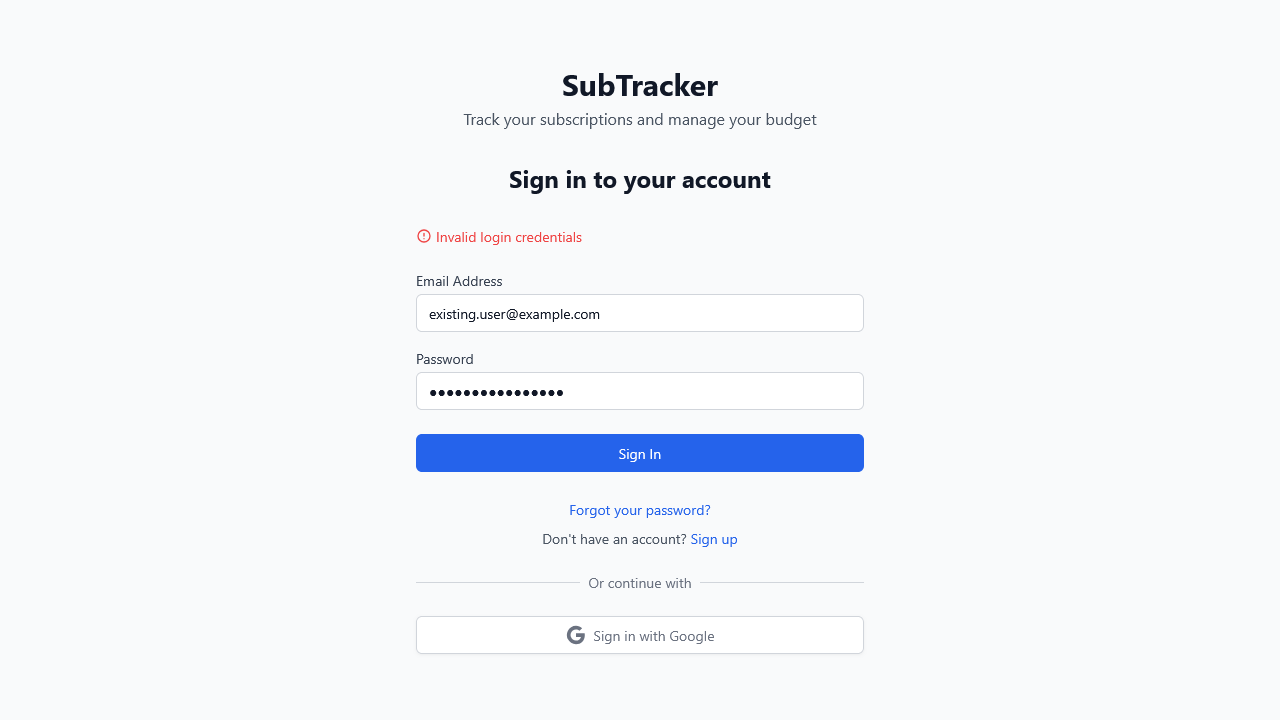 SubTracker
Track your subscriptions and manage your budget
Sign in to your account
Invalid login credentials
Email Address
existing.user@example.com
Password
●●●●●●●●●●●●●●●●
Sign In
Forgot your password?
Don't have an account? Sign up
Or continue with
Sign in with Google